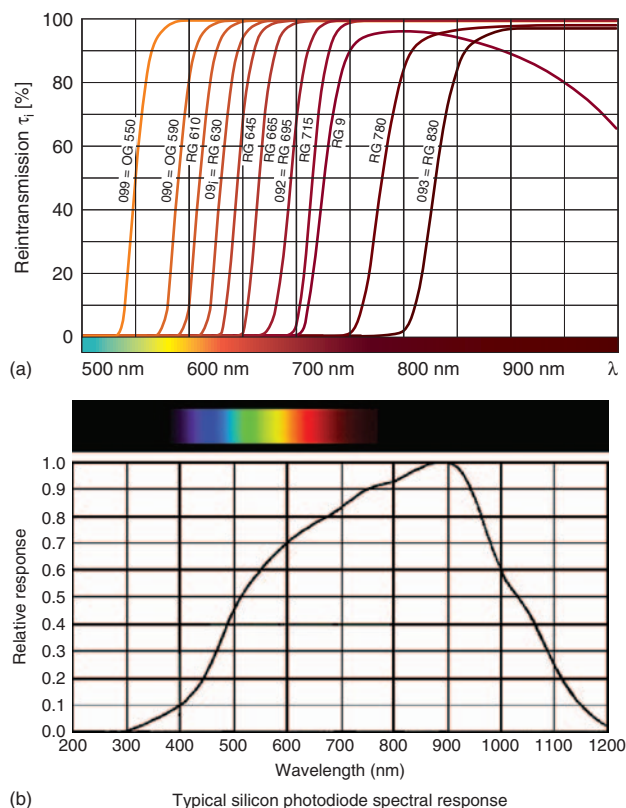 100
80
60
40
20
0
Reintransmission τi [%]
099 = OG 550
090 = OG 590
RG 610
09j = RG 630
RG 645
RG 665
092 = RG 695
RG 715
RG 9
RG 780
093 = RG 830
(a)
500 nm 600 nm 700 nm 800 nm 900 nm λ
1.0
0.9
0.8
0.7
0.6
0.5
0.4
0.3
0.2
0.1
0.0
Relative response
200 300 400 500 600 700 800 900 1000 1100 1200
Wavelength (nm)
(b) Typical silicon photodiode spectral response